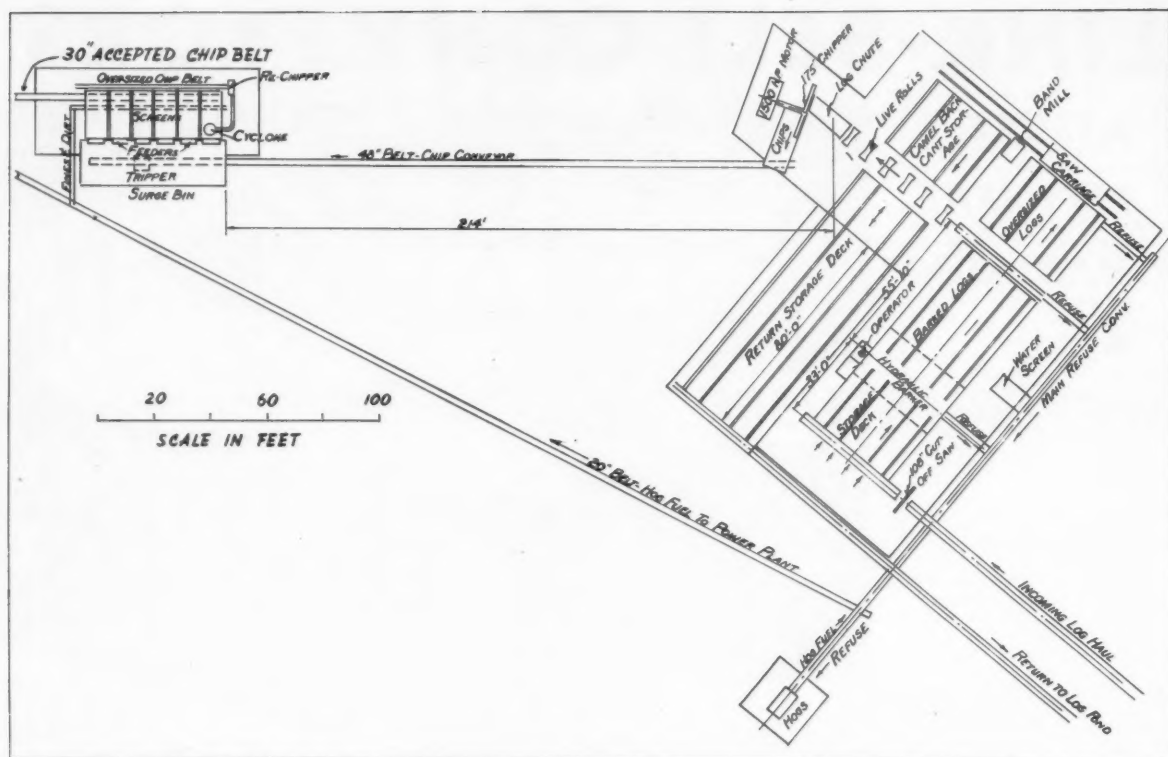 30" ACCEPTED CHIP BELT
OVERSIZED CHIP BELT
RE-CHIPPER
SCREENS
CYCLONE
FEEDERS
FINES & DUST
TRIPPER
SURGE BIN
48" BELT-CHIP CONVEYOR
214'
1500 H.P. MOTOR
175" CHIPPER
CHIPS
LOG CHUTE
LIVE ROLLS
CAMEL BACK
CANT STOR-
AGE
BAND
MILL
SAW
CARRIAGE
OVERSIZED
LOGS
REFUSE
REFUSE
RETURN STORAGE DECK
80'-0"
55'-10"
OPERATOR
BARKED LOGS
33'-0"
HYDRAULIC
BARKER
STORAGE
DECK
WATER
SCREEN
REFUSE
MAIN REFUSE CONV.
108" CUT
OFF SAW
20 60 100
SCALE IN FEET
20" BELT-HOG FUEL TO POWER PLANT
HOG FUEL
REFUSE
HOGS
INCOMING LOG HAUL
RETURN TO LOG POND